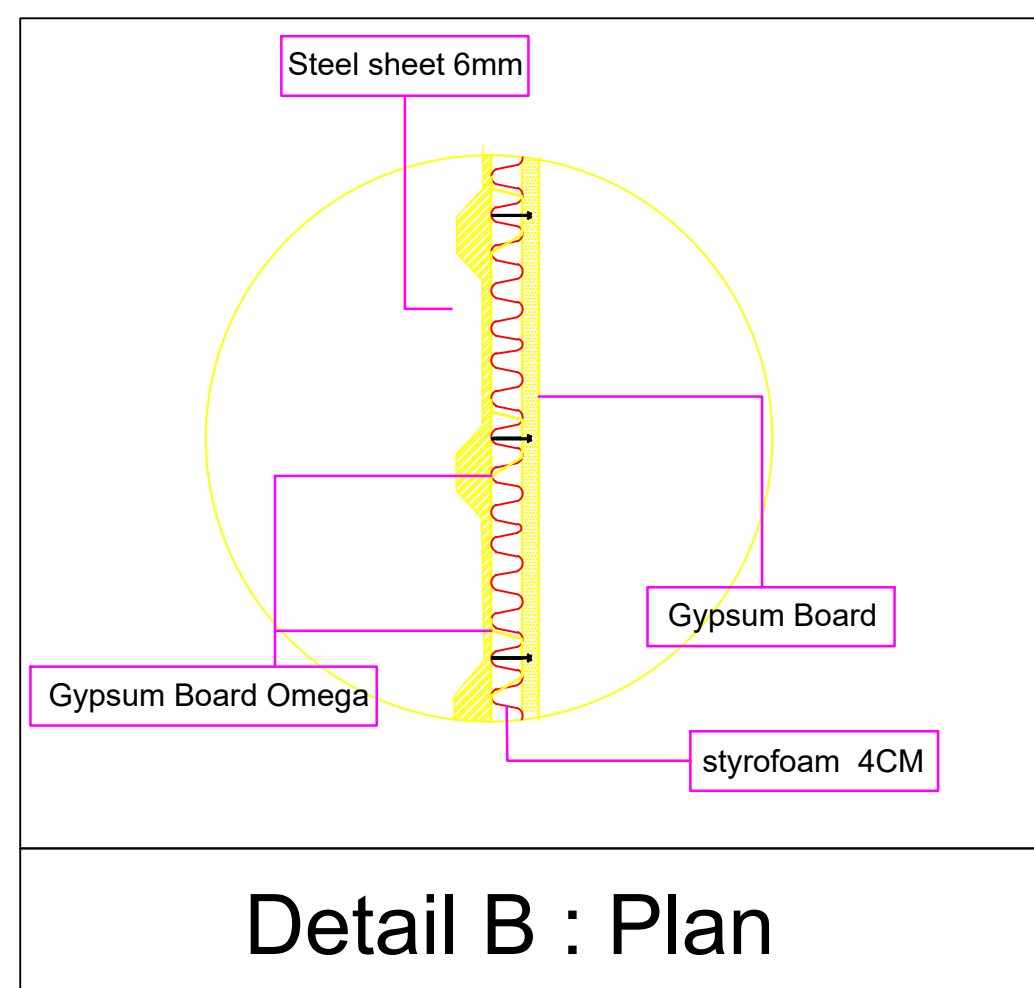 Steel sheet 6mm
Gypsum Board
Gypsum Board Omega
styrofoam 4CM
Detail B : Plan